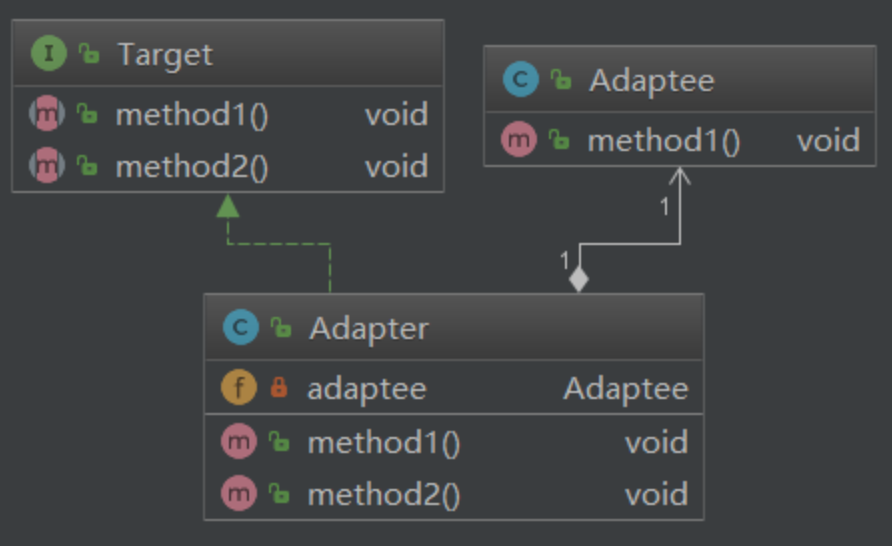 I Target
m method1() void
m method2() void
C Adaptee
m method1() void
1
1
C Adapter
f adaptee Adaptee
m method1() void
m method2() void